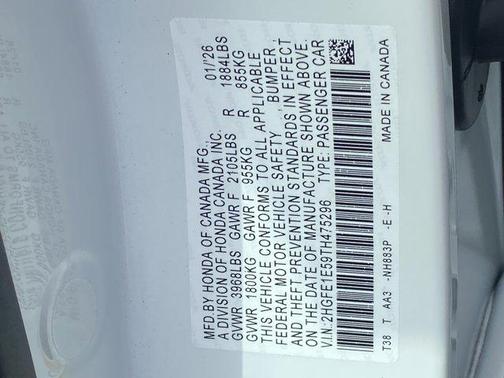 MFD.BY HONDA OF CANADA MFG., 01/26
A DIVISION OF HONDA CANADA INC.
GVWR 3968LBS GAWR F 2105LBS R 1884LBS
GVWR 1800KG GAWR F 955KG R 855KG
THIS VEHICLE CONFORMS TO ALL APPLICABLE
FEDERAL MOTOR VEHICLE SAFETY , BUMPER ,
AND THEFT PREVENTION STANDARDS IN EFFECT
ON THE DATE OF MANUFACTURE SHOWN ABOVE.
V.I.N:2HGFE1E59TH475296 TYPE:PASSENGER CAR
T38 T AA3 -NH883P -E -H MADE IN CANADA